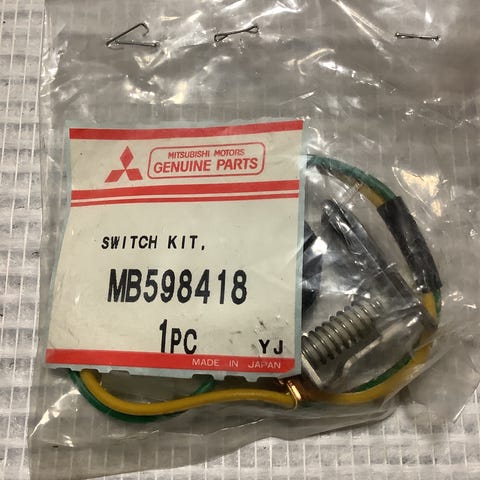 MITSUBISHI MOTORS
GENUINE PARTS
SWITCH KIT,
MB598418
1PC YJ
MADE IN JAPAN